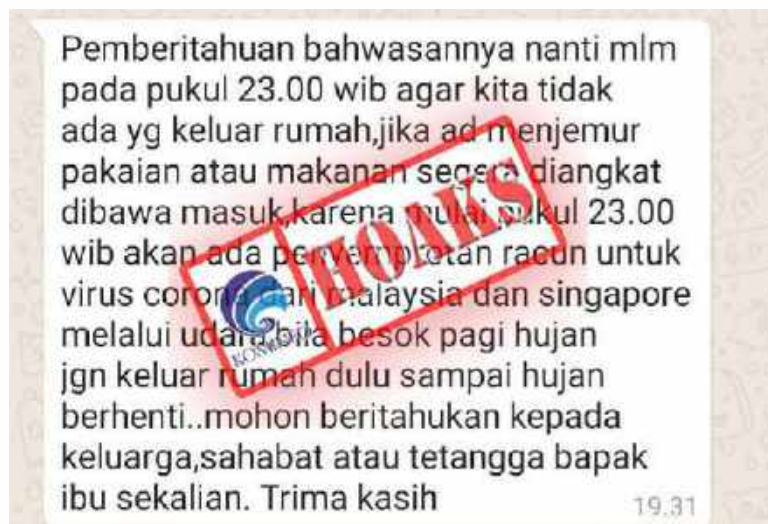 Pemberitahuan bahwasannya nanti mlm
pada pukul 23.00 wib agar kita tidak
ada yg keluar rumah,jika ad menjemur
pakaian atau makanan segera diangkat
dibawa masuk,karena mulai pukul 23.00
wib akan ada penyemprotan racun untuk
virus corona dari malaysia dan singapore
melalui udara,bila besok pagi hujan
jgn keluar rumah dulu sampai hujan
berhenti..mohon beritahukan kepada
keluarga,sahabat atau tetangga bapak
ibu sekalian. Trima kasih
19.31
HOAKS
KOMINFO